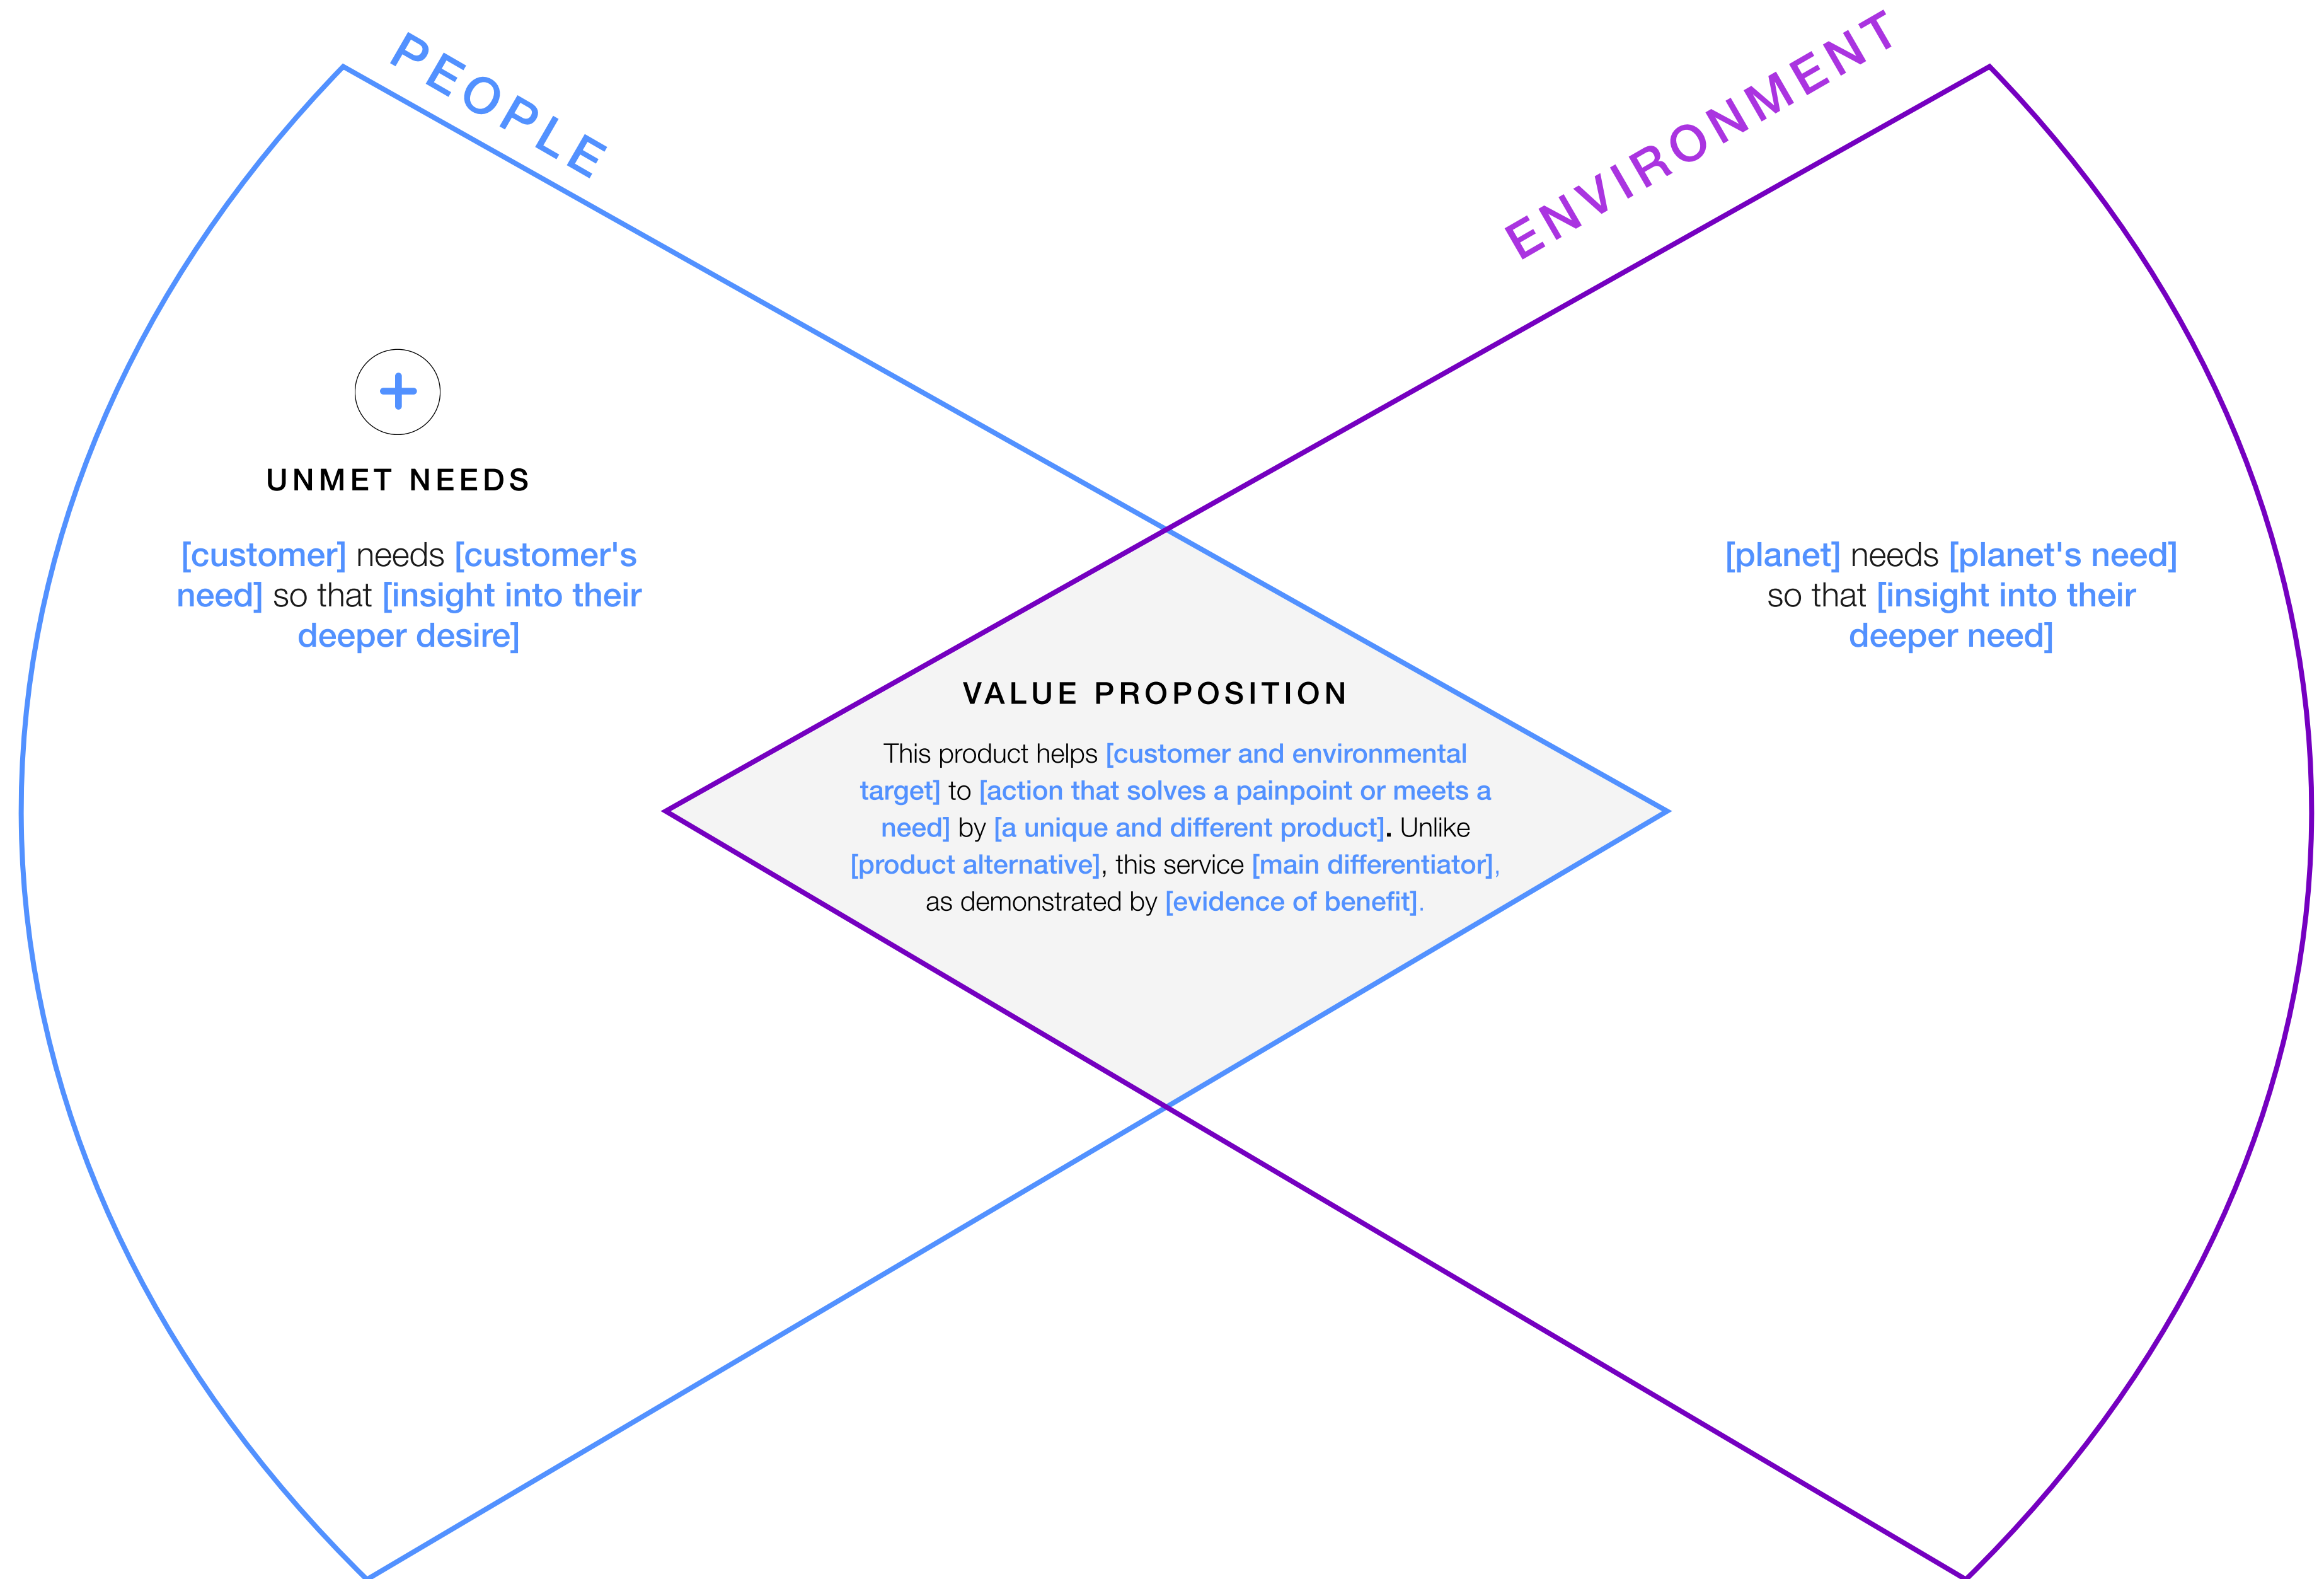 PEOPLE
ENVIRONMENT
UNMET NEEDS
[customer] needs [customer's
need] so that [insight into their
deeper desire]
[planet] needs [planet's need]
so that [insight into their
deeper need]
VALUE PROPOSITION
This product helps [customer and environmental
target] to [action that solves a painpoint or meets a
need] by [a unique and different product]. Unlike
[product alternative], this service [main differentiator],
as demonstrated by [evidence of benefit].